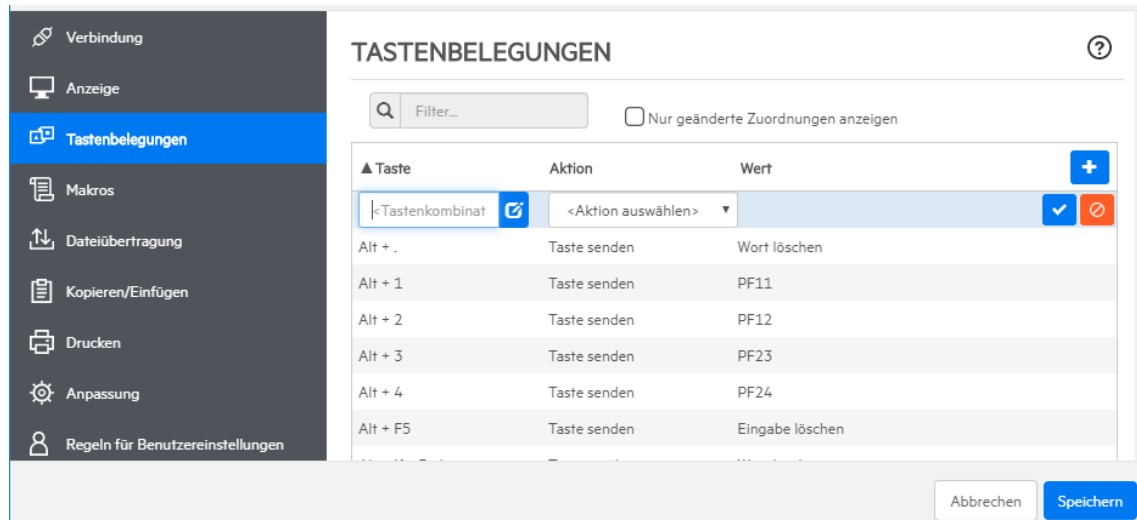 Verbindung
Anzeige
Tastenbelegungen
Makros
Dateiübertragung
Kopieren/Einfügen
Drucken
Anpassung
Regeln für Benutzereinstellungen
TASTENBELEGUNGEN
Filter...
Nur geänderte Zuordnungen anzeigen
▲ Taste Aktion Wert
<Tastenkombinat <Aktion auswählen>
Alt + . Taste senden Wort löschen
Alt + 1 Taste senden PF11
Alt + 2 Taste senden PF12
Alt + 3 Taste senden PF23
Alt + 4 Taste senden PF24
Alt + F5 Taste senden Eingabe löschen
Abbrechen Speichern